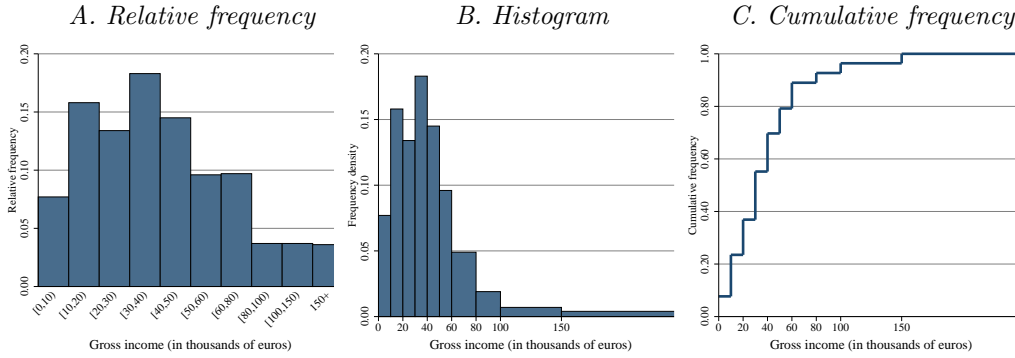 A. Relative frequency
Relative frequency
0.20
0.15
0.10
0.05
0.00
[0,10)
[10,20)
[20,30)
[30,40)
[40,50)
[50,60)
[60,80)
[80,100)
[100,150)
150+
Gross income (in thousands of euros)
B. Histogram
Frequency density
0.20
0.15
0.10
0.05
0.00
0 20 40 60 80 100 150
Gross income (in thousands of euros)
C. Cumulative frequency
Cumulative frequency
1.00
0.80
0.60
0.40
0.20
0.00
0 20 40 60 80 100 150
Gross income (in thousands of euros)